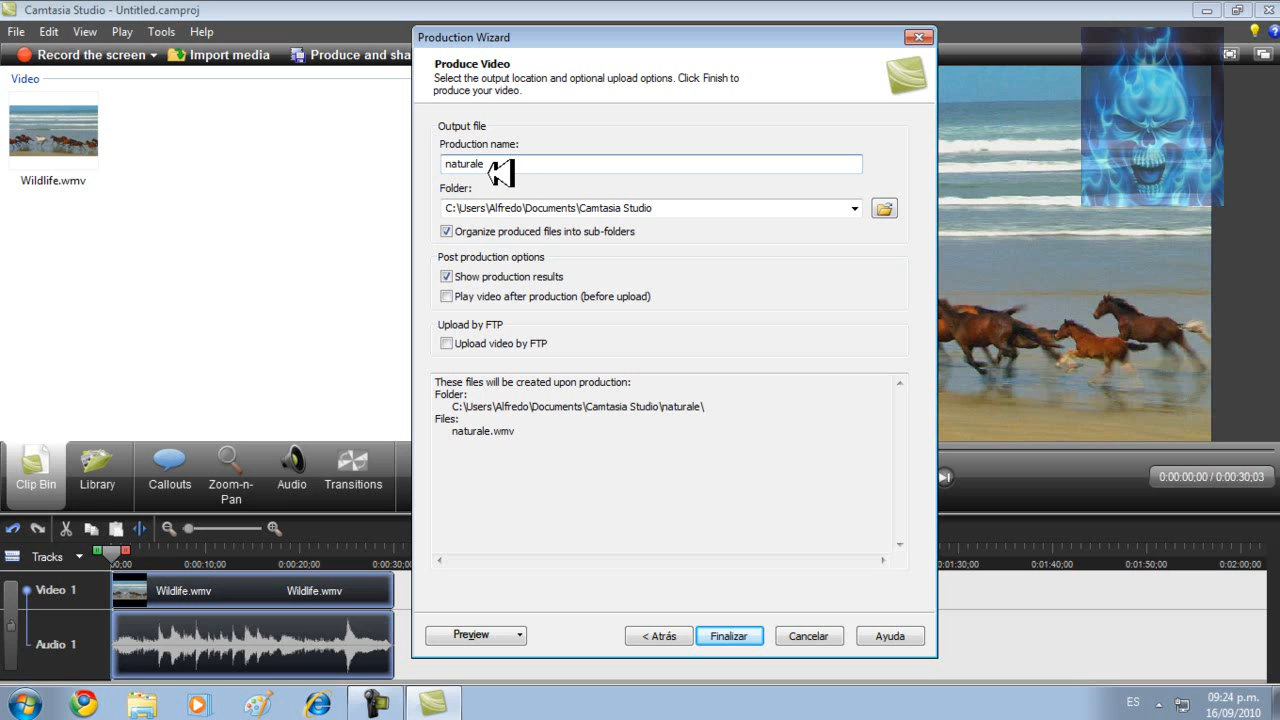 Camtasia Studio - Untitled.camproj
File Edit View Play Tools Help
Record the screen Import media Produce and sha
Video
Wildlife.wmv
Production Wizard
Produce Video
Select the output location and optional upload options. Click Finish to
produce your video.
Output file
Production name:
naturale
Folder:
C:\Users\Alfredo\Documents\Camtasia Studio
Organize produced files into sub-folders
Post production options
Show production results
Play video after production (before upload)
Upload by FTP
Upload video by FTP
These files will be created upon production:
Folder:
C:\Users\Alfredo\Documents\Camtasia Studio\naturale\
Files:
naturale.wmv
Preview < Atrás Finalizar Cancelar Ayuda
Clip Bin Library Callouts Zoom-n-
Pan Audio Transitions
0:00:00;00 / 0:00:30;03
Tracks
00;00 0:00:10;00 0:00:20;00 0:00:30;00 0:01:30;00 0:01:40;00 0:01:50;00 0:02:00;00
Video 1 Wildlife.wmv Wildlife.wmv
Audio 1
ES 09:24 p.m.
16/09/2010